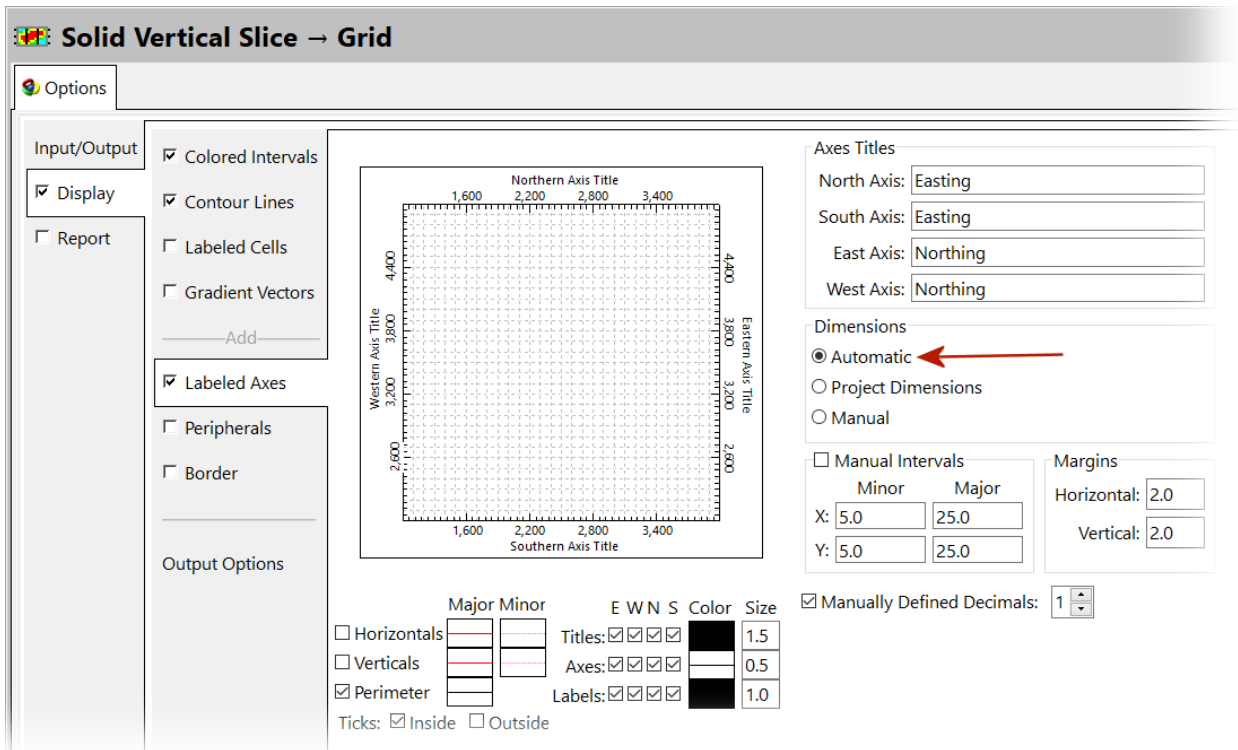 Solid Vertical Slice → Grid
Options
Input/Output
Display
Report
Colored Intervals
Contour Lines
Labeled Cells
Gradient Vectors
Add
Labeled Axes
Peripherals
Border
Output Options
Northern Axis Title
1,600 2,200 2,800 3,400
4,400 3,800 3,200 2,600
Western Axis Title
4,400 3,800 3,200 2,600
Eastern Axis Title
1,600 2,200 2,800 3,400
Southern Axis Title
Major Minor
Horizontals
Verticals
Perimeter
Ticks: Inside Outside
E W N S Color Size
Titles: 1.5
Axes: 0.5
Labels: 1.0
Axes Titles
North Axis: Easting
South Axis: Easting
East Axis: Northing
West Axis: Northing
Dimensions
Automatic
Project Dimensions
Manual
Manual Intervals
Minor Major
X: 5.0 25.0
Y: 5.0 25.0
Margins
Horizontal: 2.0
Vertical: 2.0
Manually Defined Decimals: 1